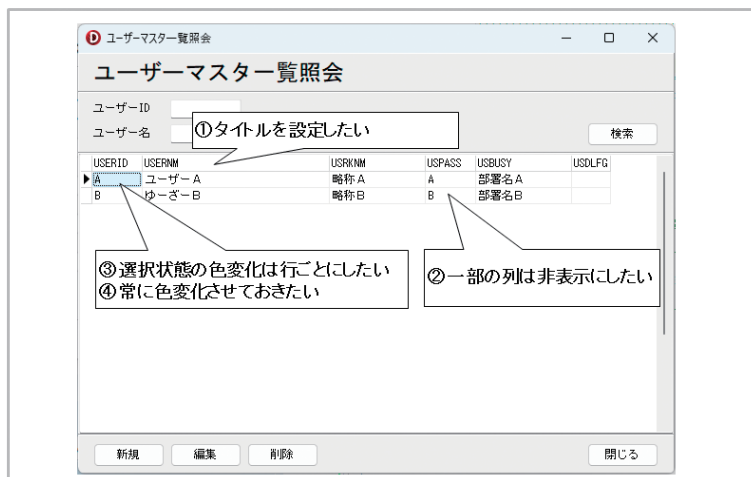 D ユーザーマスター覧照会
ユーザーマスター覧照会
ユーザーID
ユーザー名
①タイトルを設定したい
検索
USERID USERNM USRKNM USPASS USBUSY USDLFG
A ユーザーA 略称A A 部署名A
B ゆーざーB 略称B B 部署名B
③選択状態の色変化は行ごとにしたい
④常に色変化させておきたい
②一部の列は非表示にしたい
新規 編集 削除 閉じる